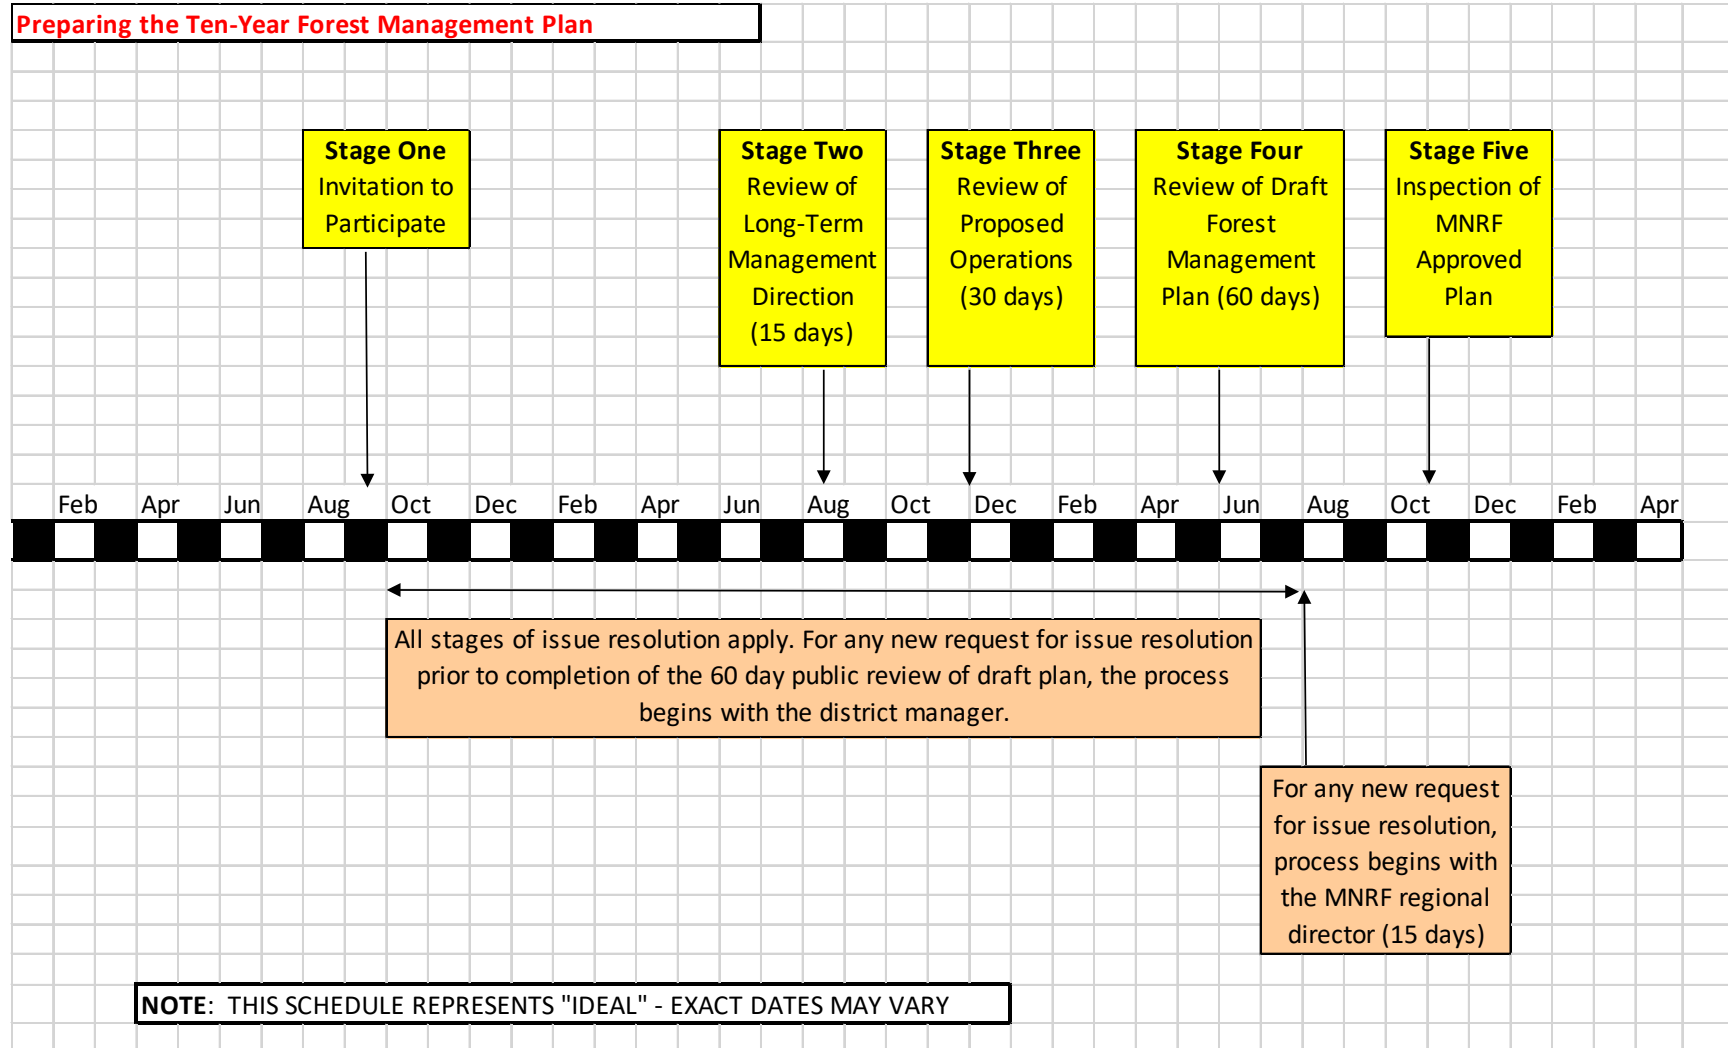 Preparing the Ten-Year Forest Management Plan
Stage One
Invitation to
Participate
Stage Two
Review of
Long-Term
Management
Direction
(15 days)
Stage Three
Review of
Proposed
Operations
(30 days)
Stage Four
Review of Draft
Forest
Management
Plan (60 days)
Stage Five
Inspection of
MNRF
Approved
Plan
Feb Apr Jun Aug Oct Dec Feb Apr Jun Aug Oct Dec Feb Apr Jun Aug Oct Dec Feb Apr
All stages of issue resolution apply. For any new request for issue resolution
prior to completion of the 60 day public review of draft plan, the process
begins with the district manager.
For any new request
for issue resolution,
process begins with
the MNRF regional
director (15 days)
NOTE: THIS SCHEDULE REPRESENTS "IDEAL" - EXACT DATES MAY VARY